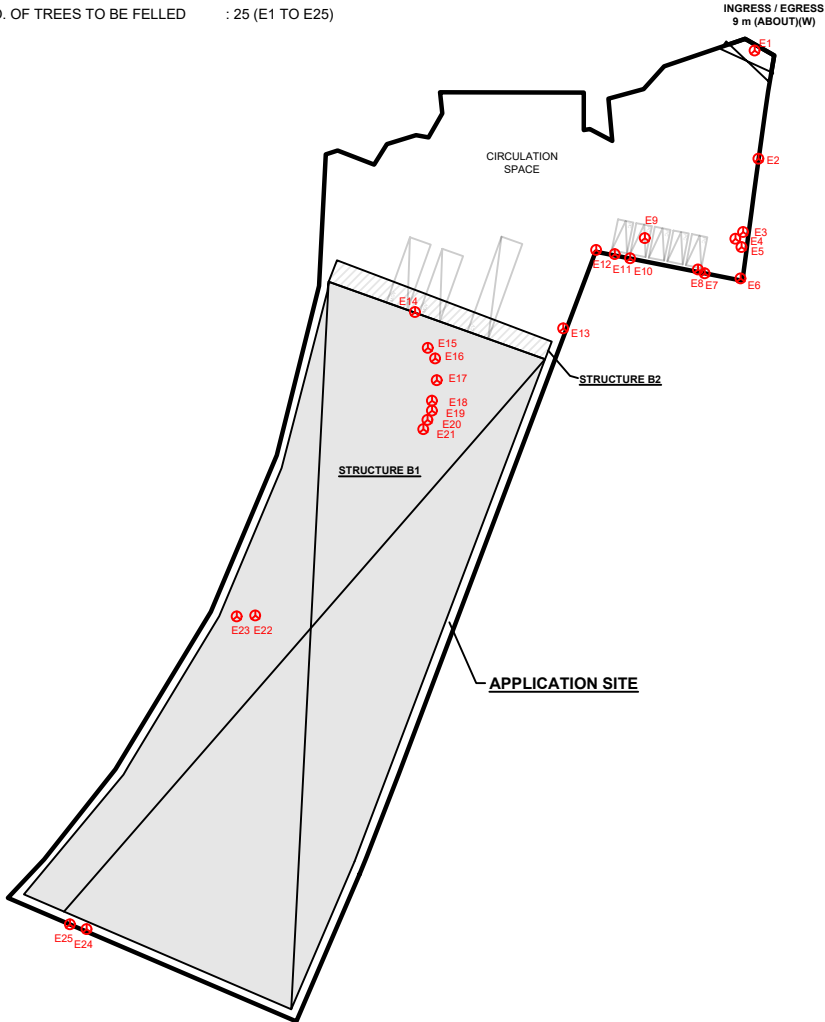 OF TREES TO BE FELLED : 25 (E1 TO E25)
INGRESS / EGRESS
9 m (ABOUT)(W)
E1
CIRCULATION
SPACE
E2
E9
E3
E4
E5
E12
E11
E10
E8
E7
E6
E14
E13
E15
E16
E17
STRUCTURE B2
E18
E19
E20
E21
STRUCTURE B1
E23
E22
APPLICATION SITE
E25
E24